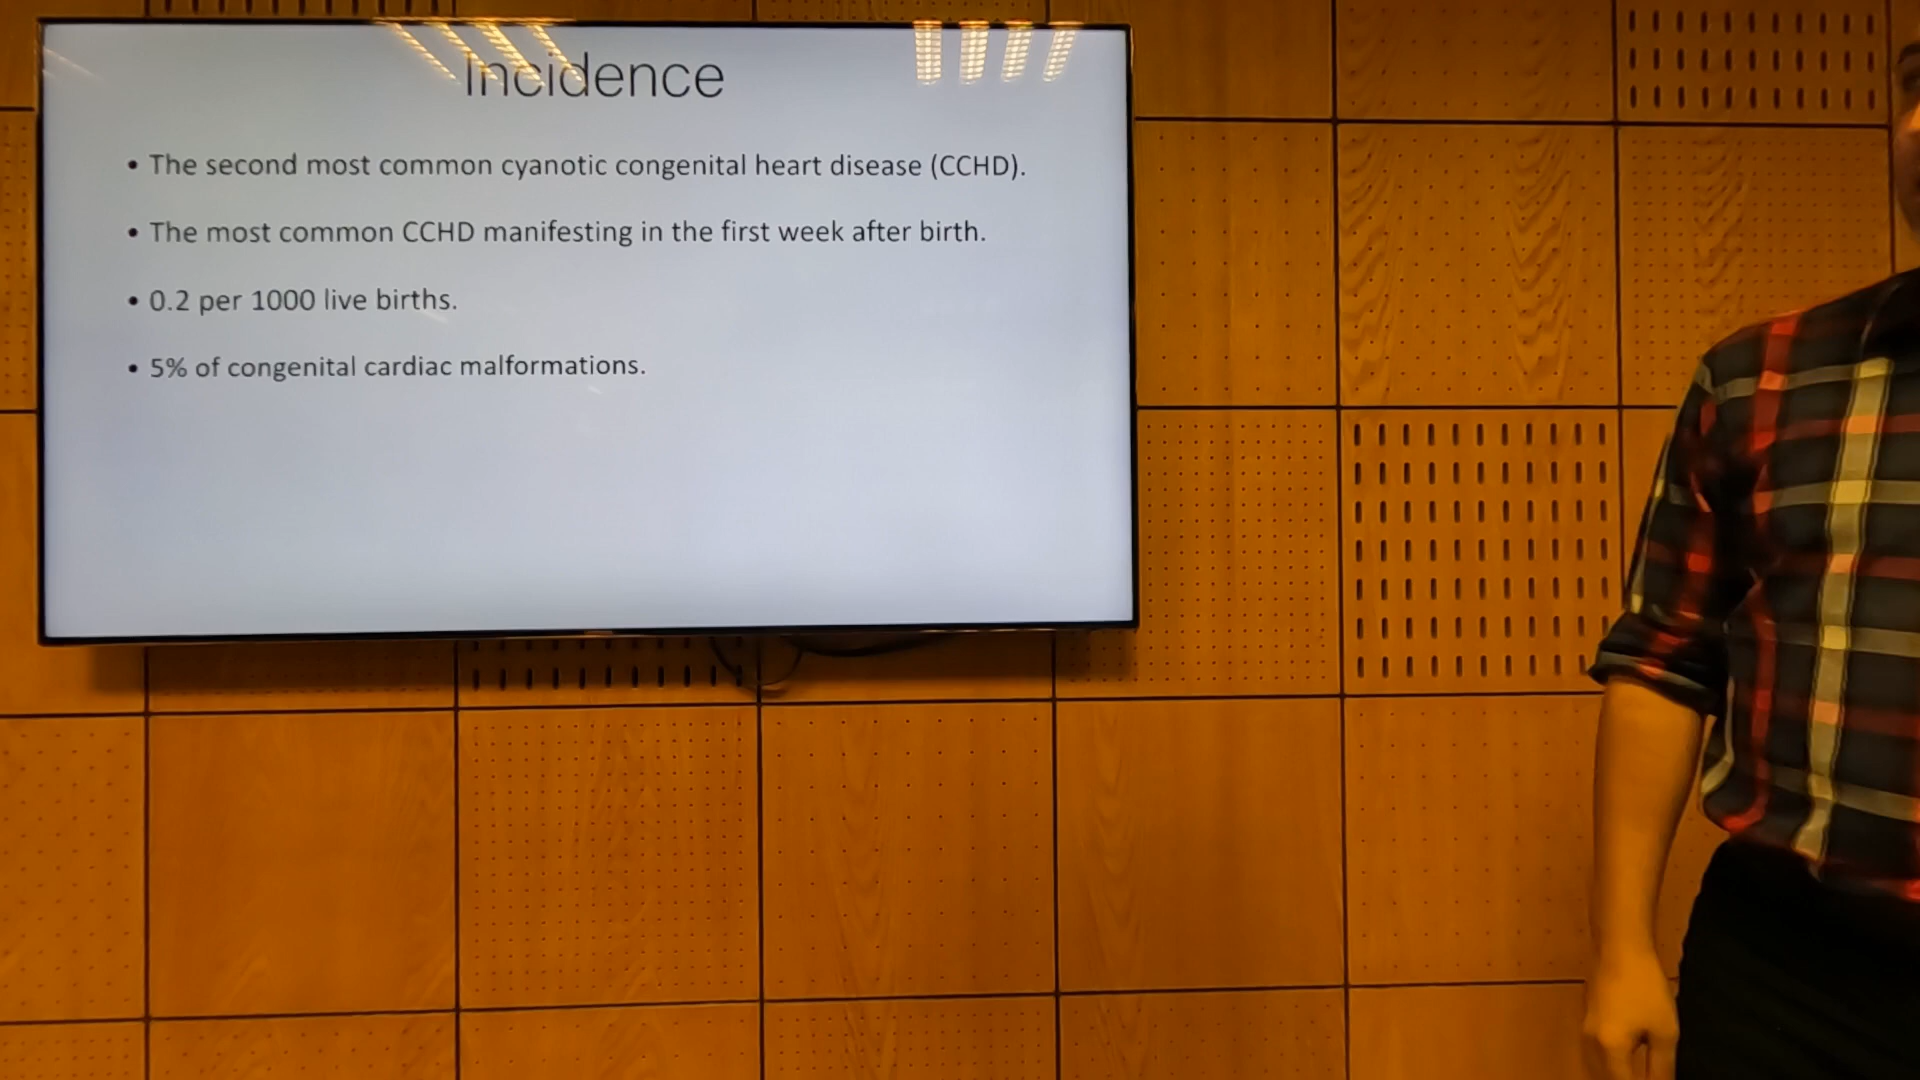 Incidence
• The second most common cyanotic congenital heart disease (CCHD).
• The most common CCHD manifesting in the first week after birth.
• 0.2 per 1000 live births.
• 5% of congenital cardiac malformations.